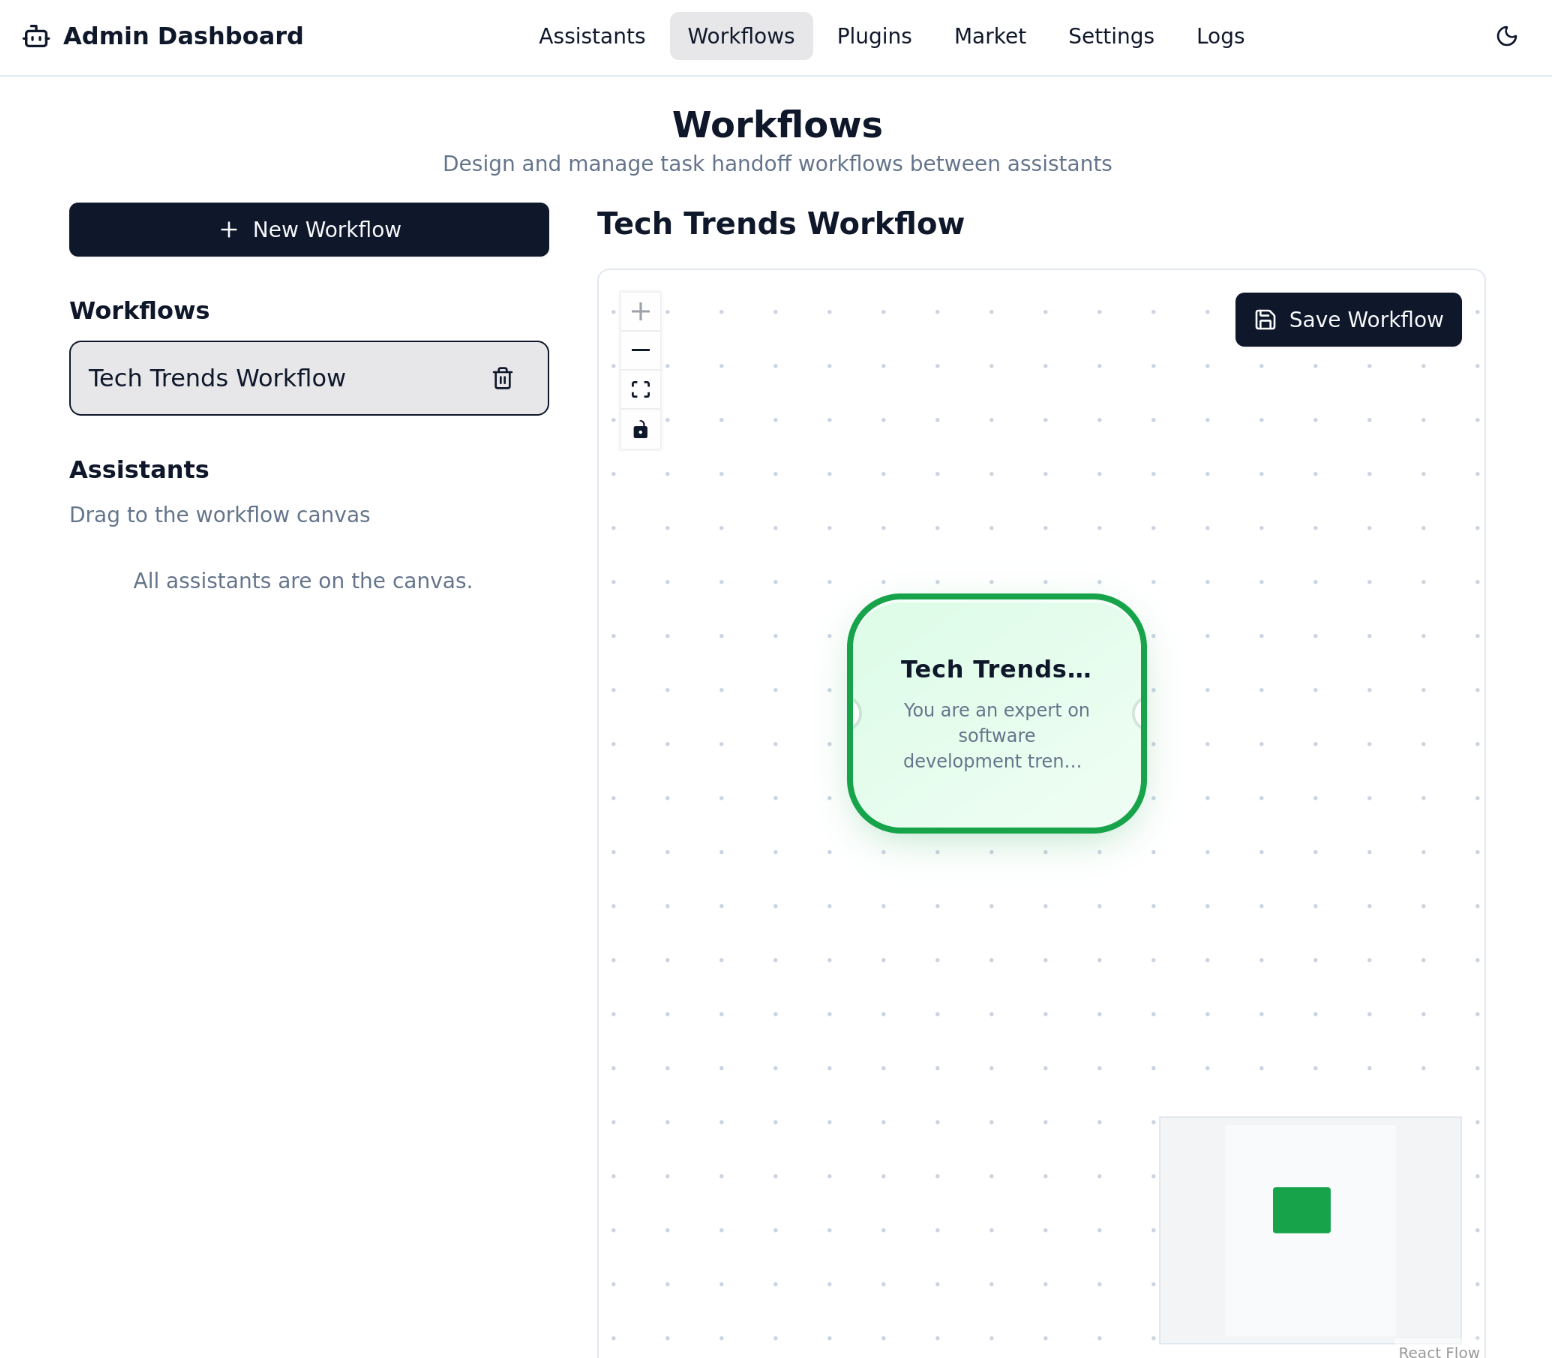 Admin Dashboard
Assistants
Workflows
Plugins
Market
Settings
Logs
Workflows
Design and manage task handoff workflows between assistants
New Workflow
Workflows
Tech Trends Workflow
Assistants
Drag to the workflow canvas
All assistants are on the canvas.
Tech Trends Workflow
Save Workflow
Tech Trends…
You are an expert on
software
development tren…
React Flow